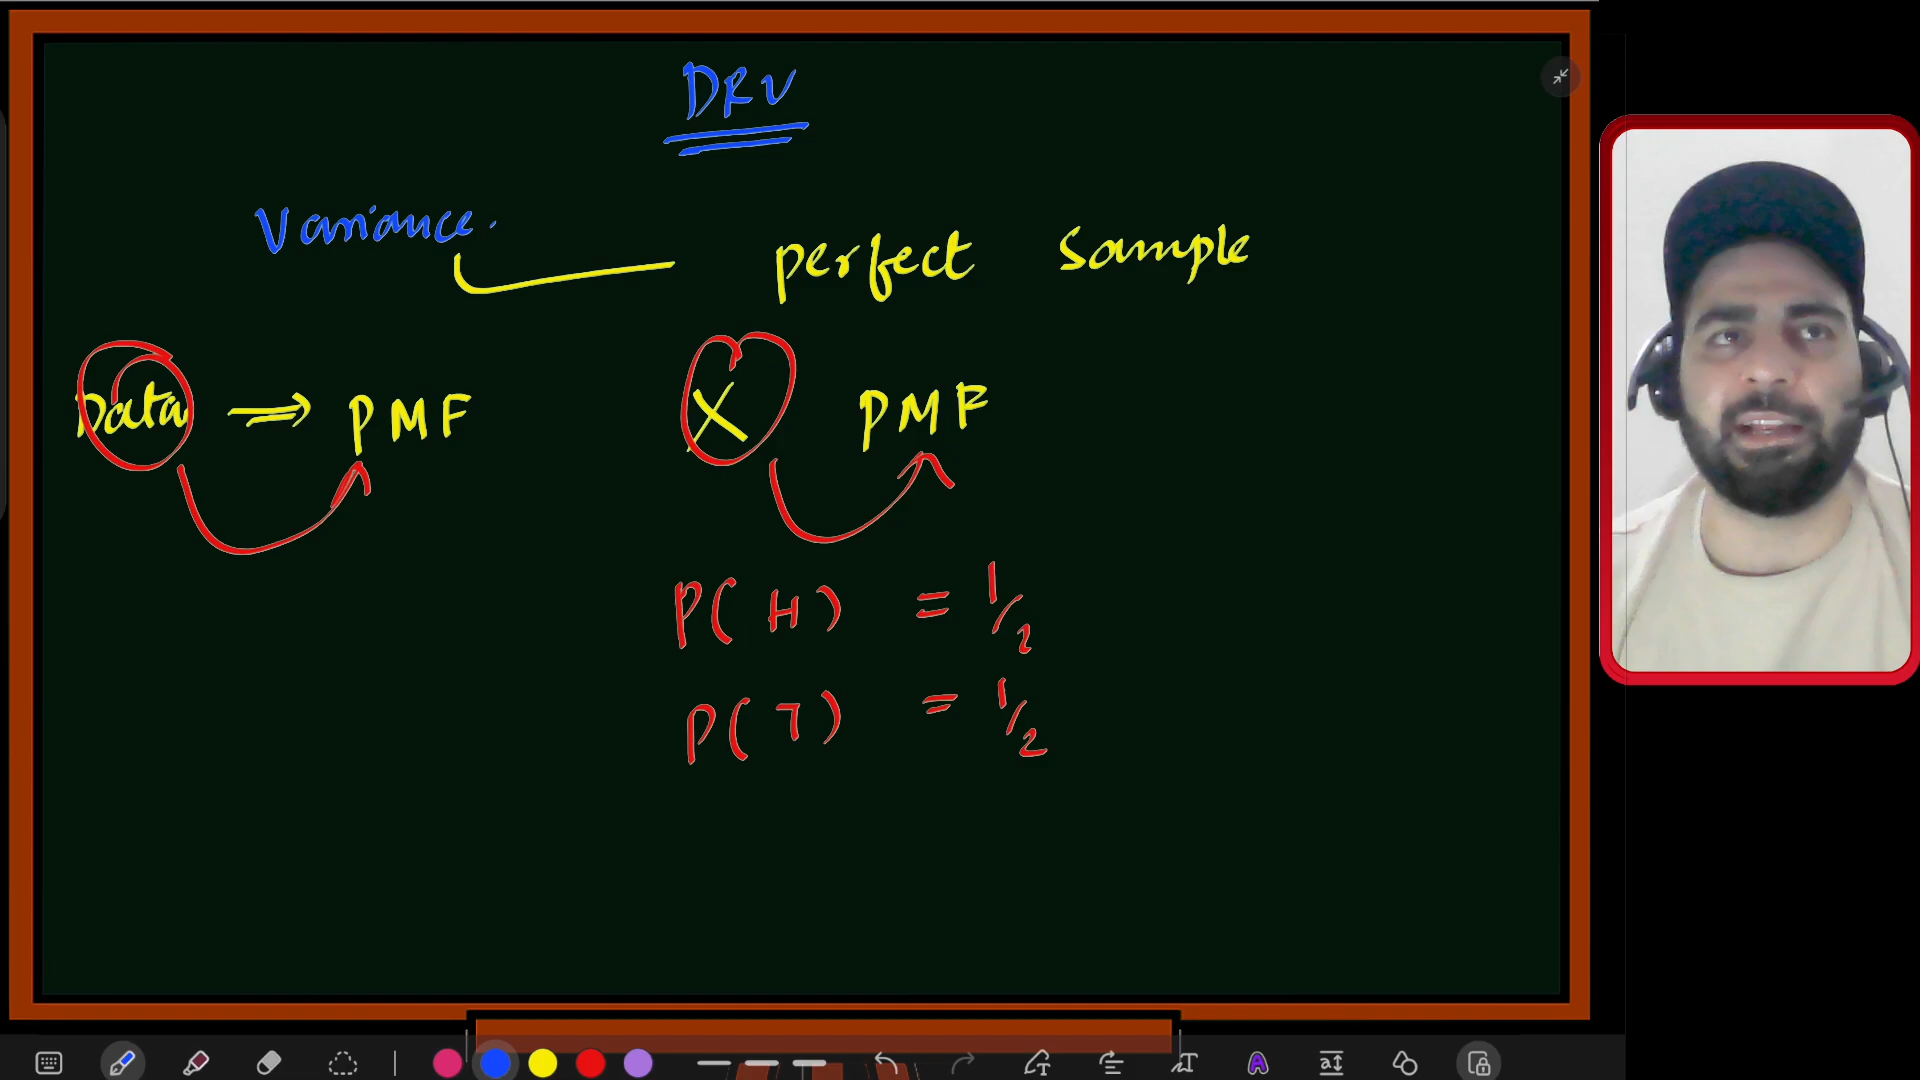 DRV
Variance.
perfect sample
Data ⇒ PMF
X PMF
P(H) = 1/2
P(T) = 1/2